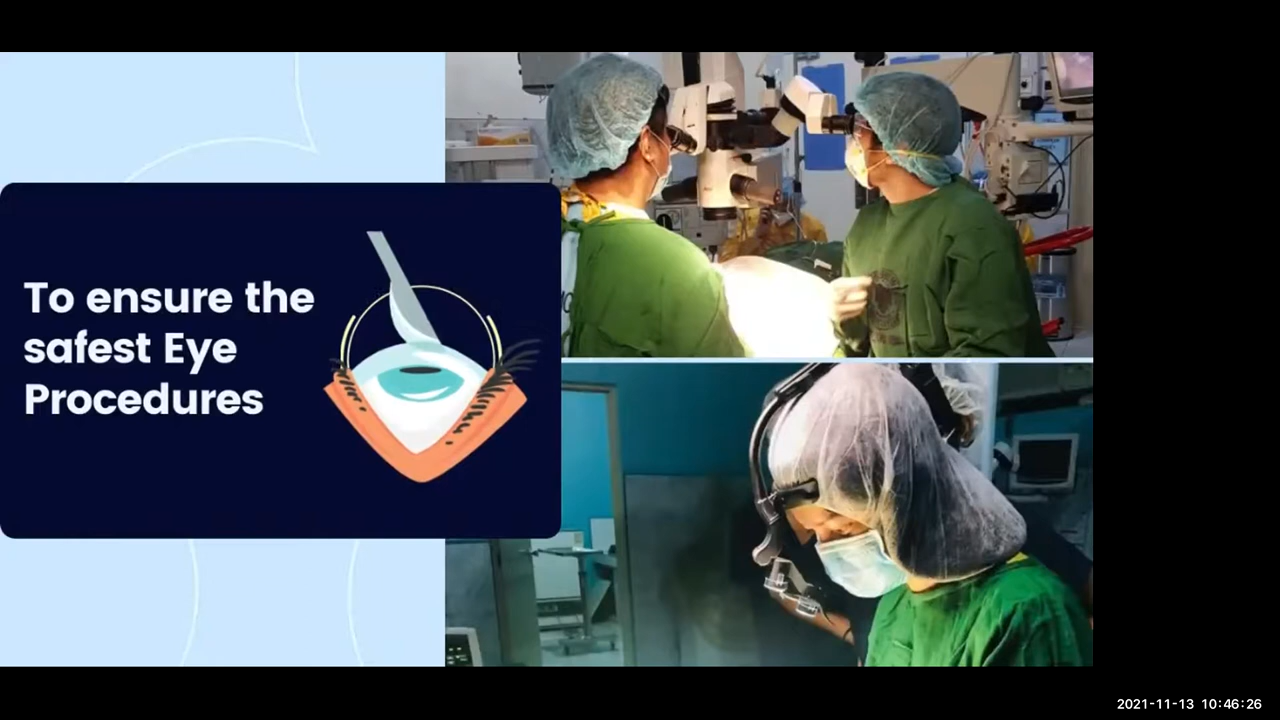 To ensure the
safest Eye
Procedures
2021-11-13 10:46:26